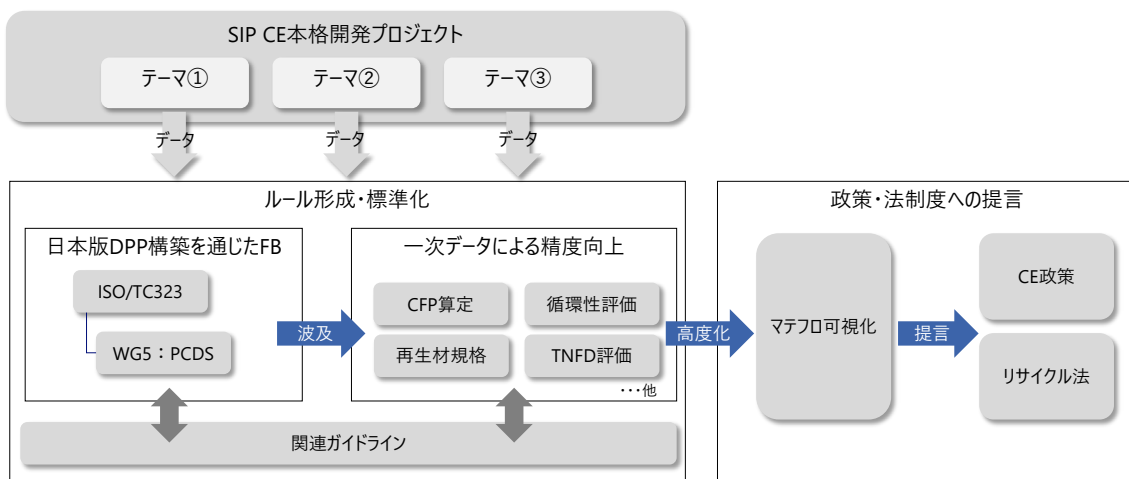 SIP CE本格開発プロジェクト
テーマ①
テーマ②
テーマ③
データ
データ
データ
ルール形成・標準化
日本版DPP構築を通じたFB
ISO/TC323
WG5：PCDS
波及
一次データによる精度向上
CFP算定
循環性評価
再生材規格
TNFD評価
・・・他
関連ガイドライン
高度化
政策・法制度への提言
マテフロ可視化
提言
CE政策
リサイクル法